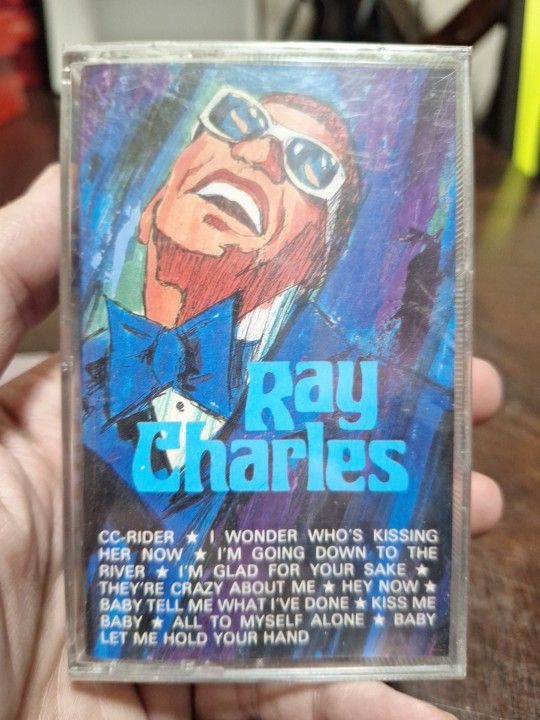 Ray
Charles
CC-RIDER ★ I WONDER WHO'S KISSING
HER NOW ★ I'M GOING DOWN TO THE
RIVER ★ I'M GLAD FOR YOUR SAKE ★
THEY'RE CRAZY ABOUT ME ★ HEY NOW ★
BABY TELL ME WHAT I'VE DONE ★ KISS ME
BABY ★ ALL TO MYSELF ALONE ★ BABY
LET ME HOLD YOUR HAND